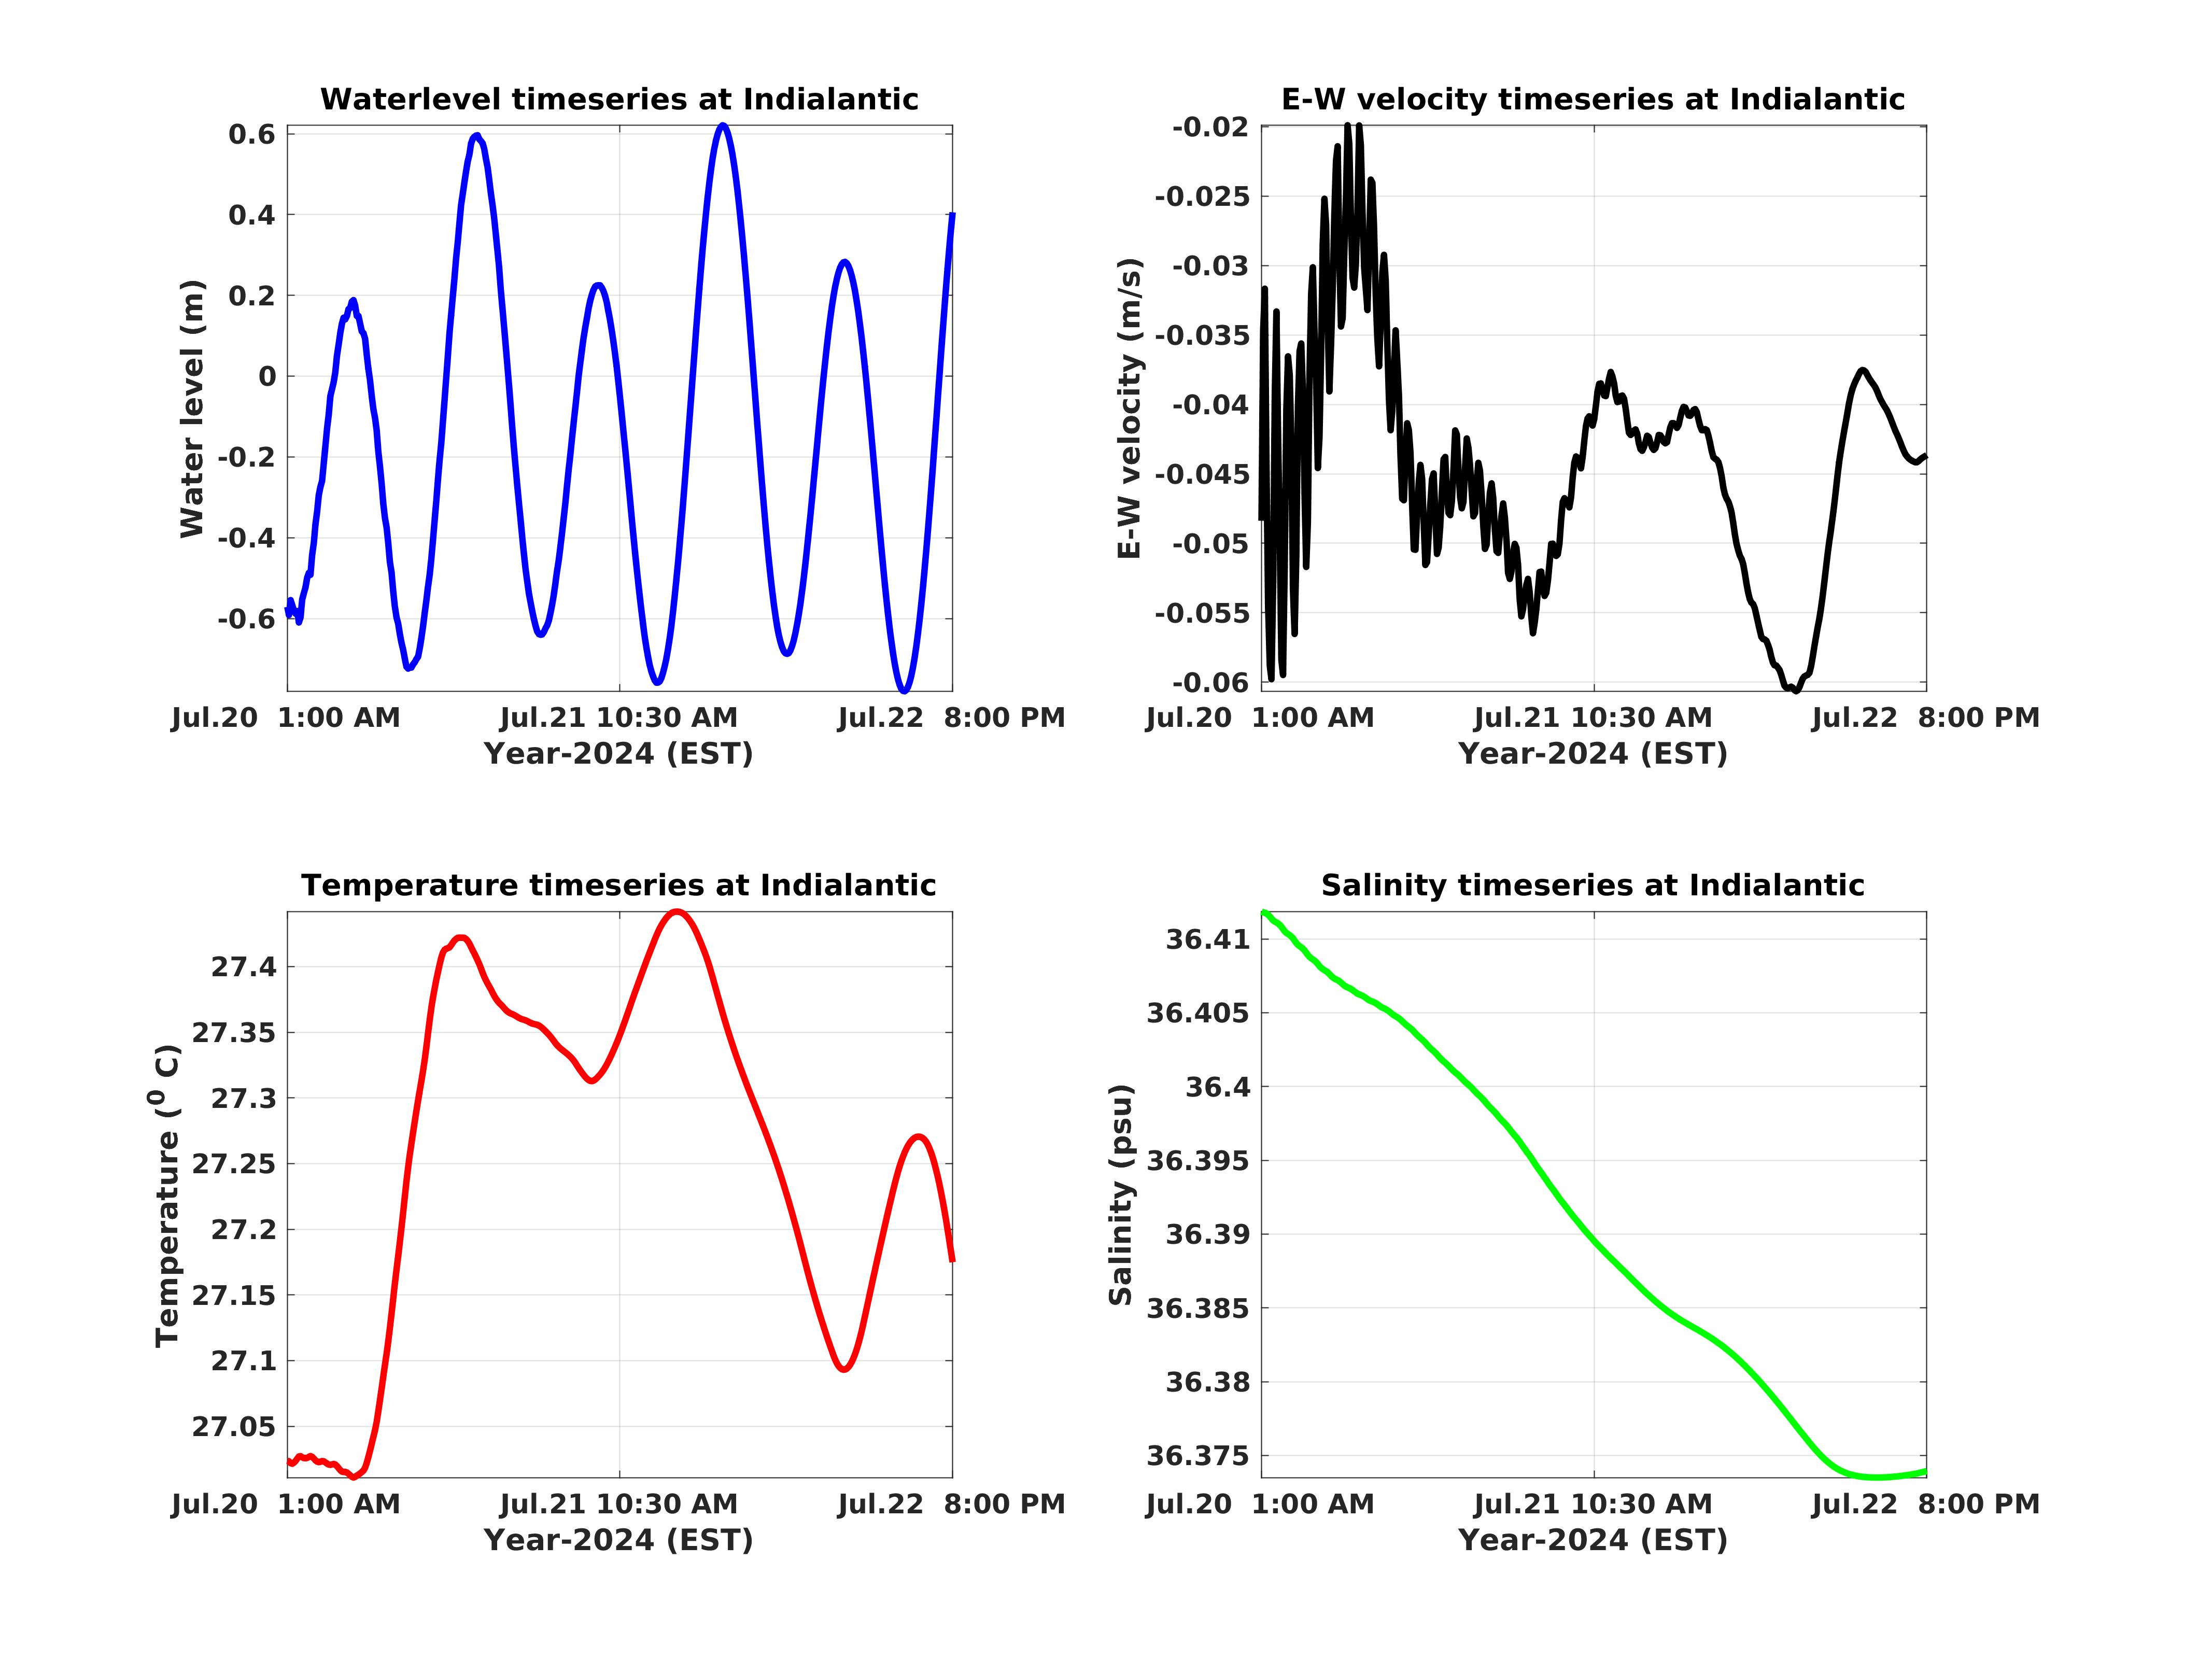 Waterlevel timeseries at Indialantic
0.6
0.4
0.2
0
-0.2
-0.4
-0.6
Water level (m)
Jul.20 1:00 AM
Jul.21 10:30 AM
Jul.22 8:00 PM
Year-2024 (EST)
E-W velocity timeseries at Indialantic
-0.02
-0.025
-0.03
-0.035
-0.04
-0.045
-0.05
-0.055
-0.06
E-W velocity (m/s)
Jul.20 1:00 AM
Jul.21 10:30 AM
Jul.22 8:00 PM
Year-2024 (EST)
Temperature timeseries at Indialantic
27.4
27.35
27.3
27.25
27.2
27.15
27.1
27.05
Temperature (⁰ C)
Jul.20 1:00 AM
Jul.21 10:30 AM
Jul.22 8:00 PM
Year-2024 (EST)
Salinity timeseries at Indialantic
36.41
36.405
36.4
36.395
36.39
36.385
36.38
36.375
Salinity (psu)
Jul.20 1:00 AM
Jul.21 10:30 AM
Jul.22 8:00 PM
Year-2024 (EST)